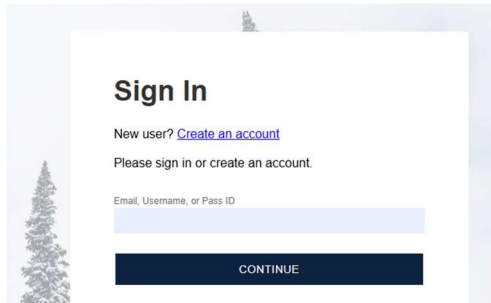 Sign In
New user? Create an account
Please sign in or create an account.
Email, Username, or Pass ID
CONTINUE